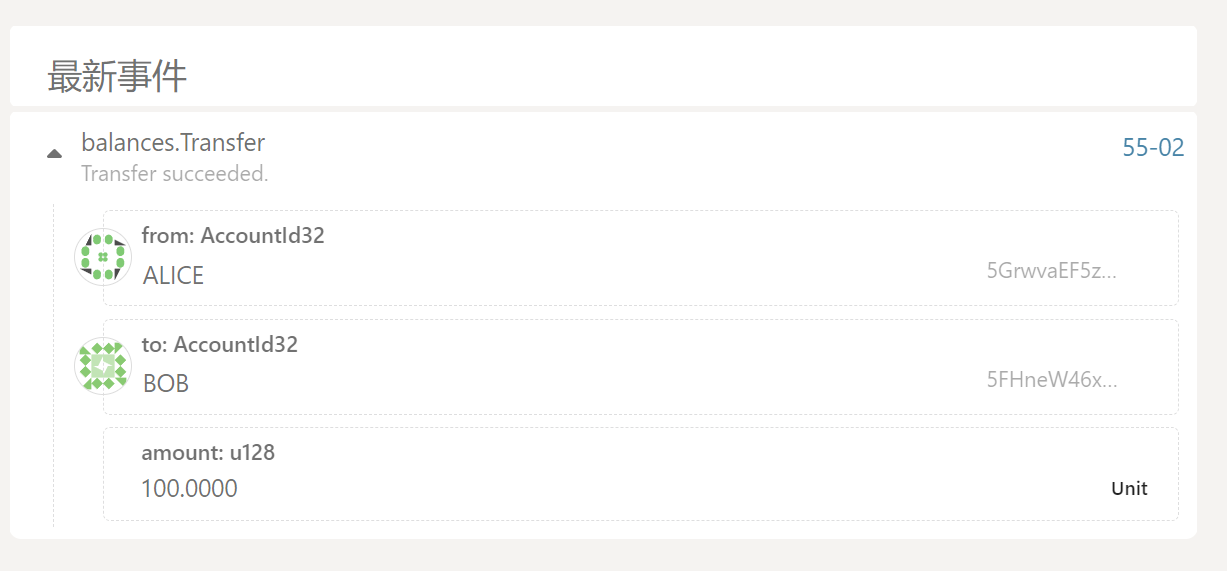 最新事件
balances.Transfer
55-02
Transfer succeeded.
from: AccountId32
ALICE
5GrwvaEF5z...
to: AccountId32
BOB
5FHneW46x...
amount: u128
100.0000
Unit